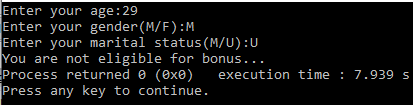 Enter your age:29
Enter your gender(M/F):M
Enter your marital status(M/U):U
You are not eligible for bonus...
Process returned 0 (0x0)   execution time : 7.939 s
Press any key to continue.